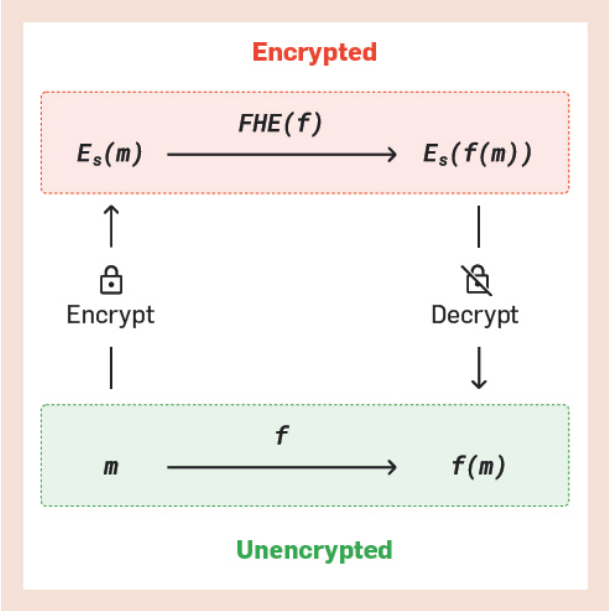 Encrypted
FHE(f)
Eₛ(m)
Eₛ(f(m))
Encrypt
Decrypt
f
m
f(m)
Unencrypted